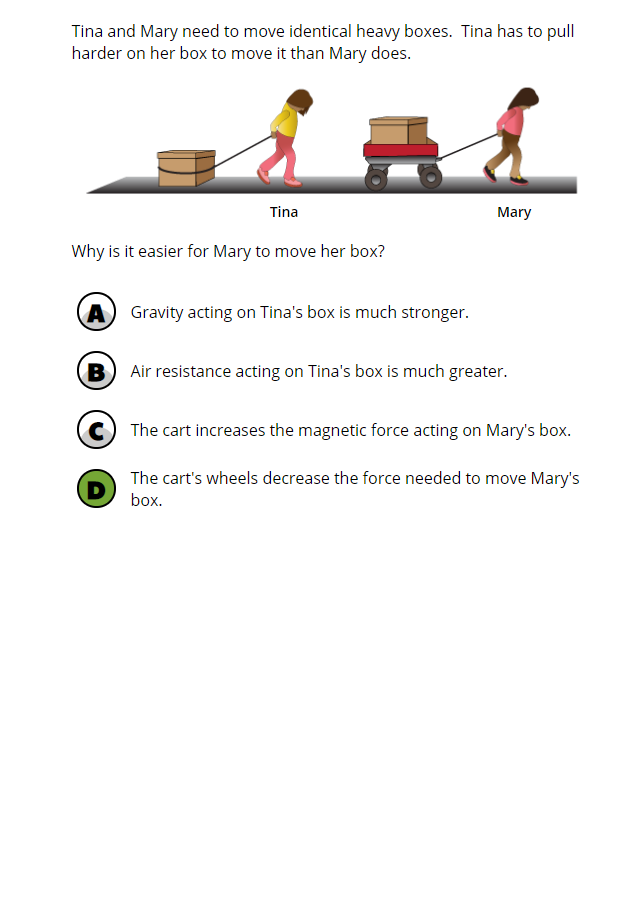 Tina and Mary need to move identical heavy boxes.  Tina has to pull
harder on her box to move it than Mary does.
Tina
Mary
Why is it easier for Mary to move her box?
A Gravity acting on Tina's box is much stronger.
B Air resistance acting on Tina's box is much greater.
C The cart increases the magnetic force acting on Mary's box.
D The cart's wheels decrease the force needed to move Mary's
box.